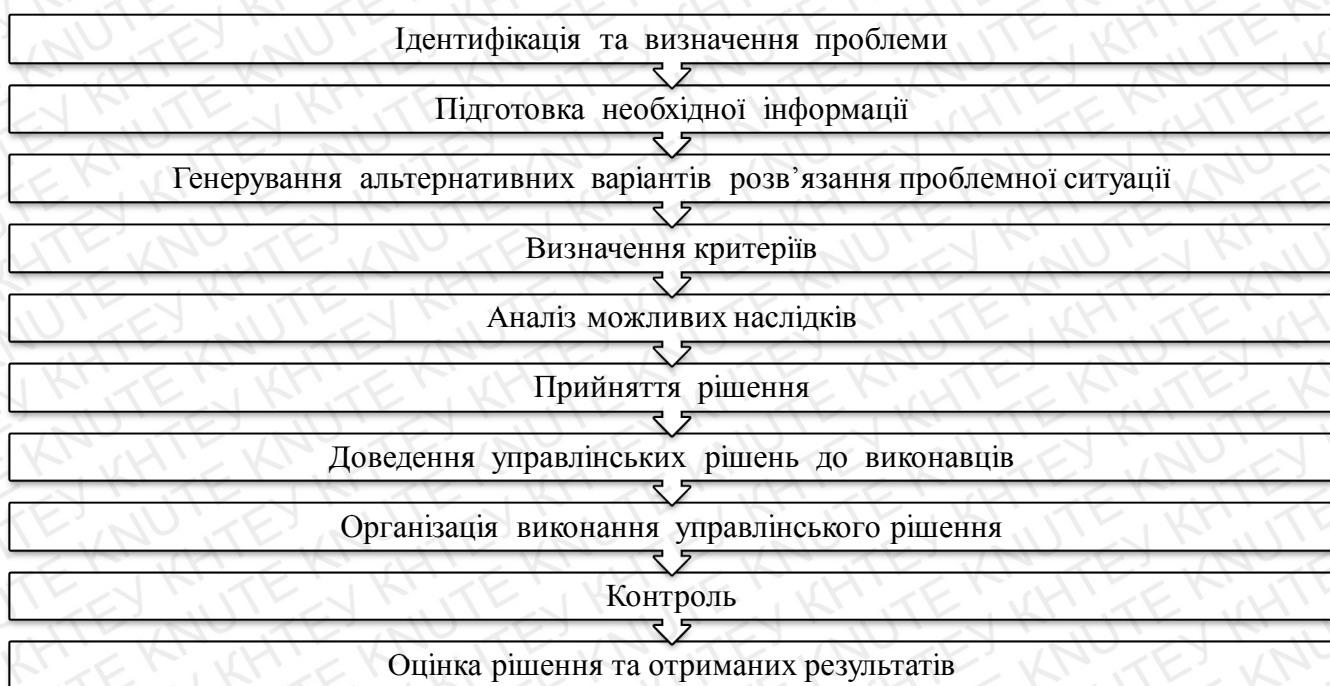 Ідентифікація та визначення проблеми
Підготовка необхідної інформації
Генерування альтернативних варіантів розв’язання проблемної ситуації
Визначення критеріїв
Аналіз можливих наслідків
Прийняття рішення
Доведення управлінських рішень до виконавців
Організація виконання управлінського рішення
Контроль
Оцінка рішення та отриманих результатів